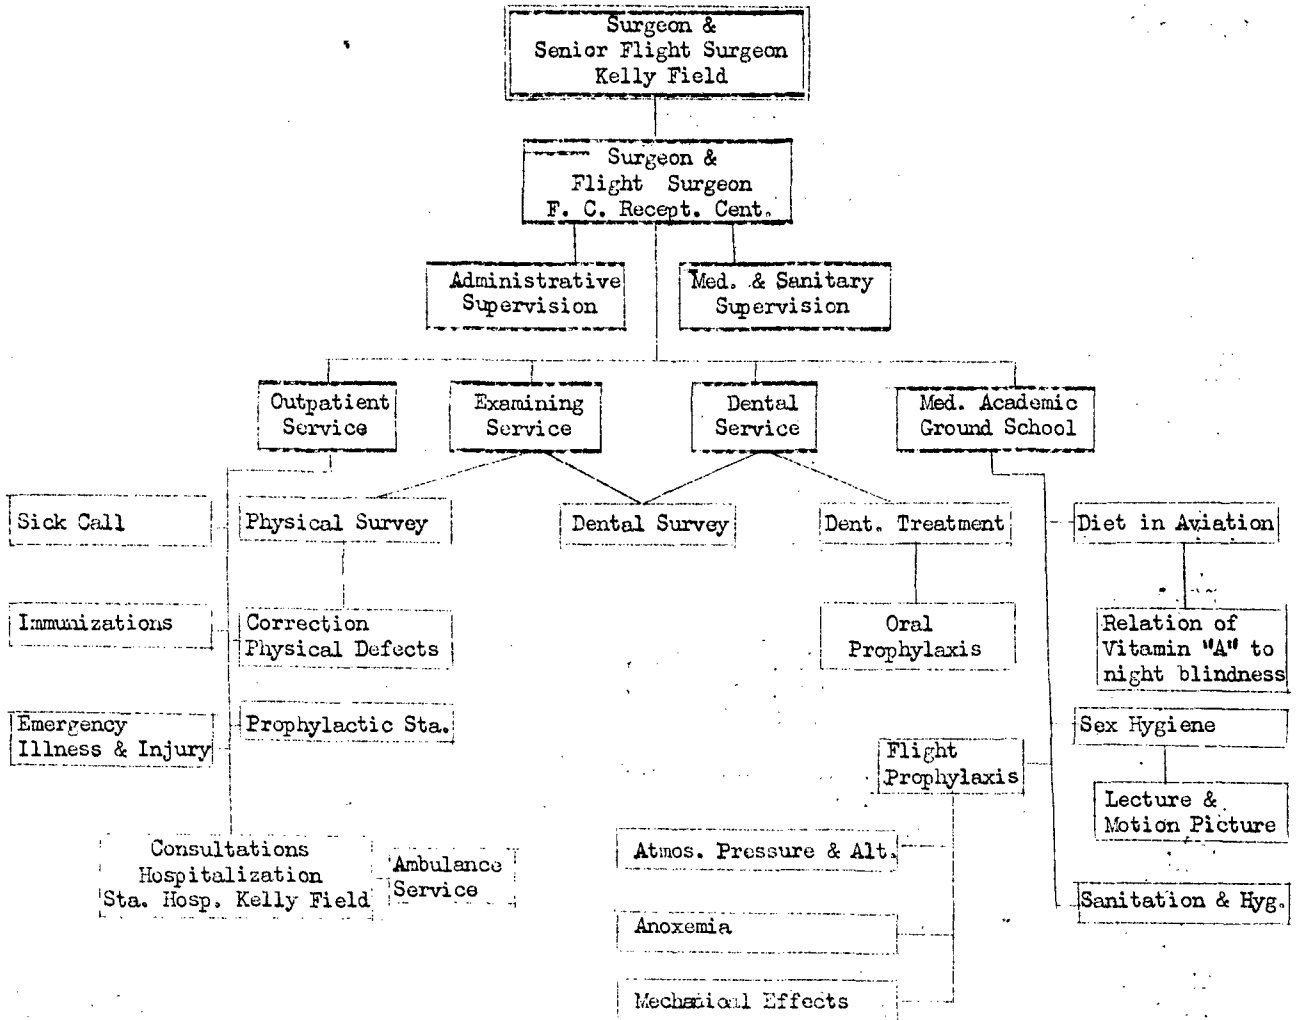 Surgeon &
Senior Flight Surgeon
Kelly Field
Surgeon &
Flight Surgeon
F. C. Recept. Cent.
Administrative
Supervision
Med. & Sanitary
Supervision
Outpatient
Service
Examining
Service
Dental
Service
Med. Academic
Ground School
Sick Call
Physical Survey
Dental Survey
Dent. Treatment
Diet in Aviation
Immunizations
Correction
Physical Defects
Oral
Prophylaxis
Relation of
Vitamin "A" to
night blindness
Emergency
Illness & Injury
Prophylactic Sta.
Flight
Prophylaxis
Sex Hygiene
Lecture &
Motion Picture
Consultations
Hospitalization
Sta. Hosp. Kelly Field
Ambulance
Service
Atmos. Pressure & Alt.
Sanitation & Hyg.
Anoxemia
Mechanical Effects